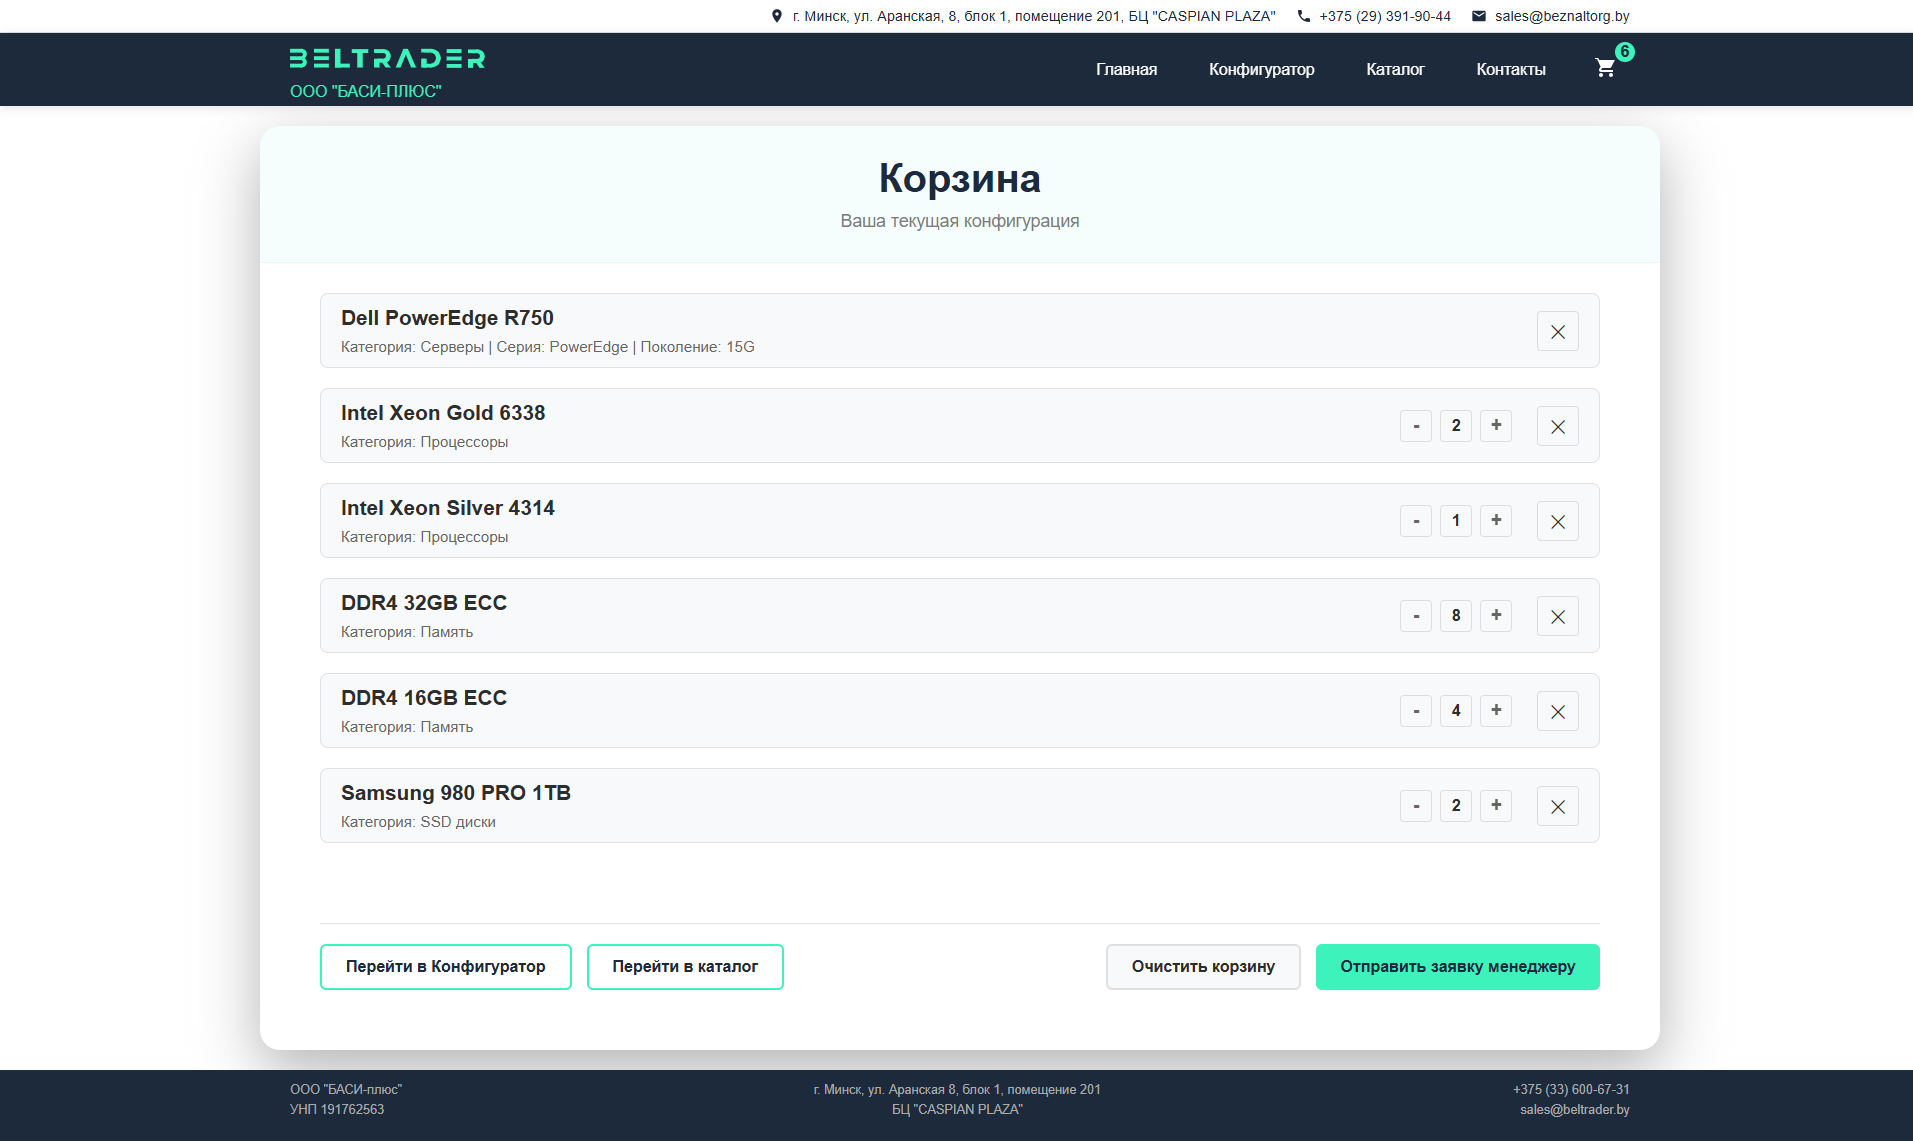 г. Минск, ул. Аранская, 8, блок 1, помещение 201, БЦ "CASPIAN PLAZA" +375 (29) 391-90-44 sales@beznaltorg.by
BELTRADER
ООО "БАСИ-ПЛЮС"
Главная Конфигуратор Каталог Контакты 6
Корзина
Ваша текущая конфигурация
Dell PowerEdge R750
Категория: Серверы | Серия: PowerEdge | Поколение: 15G
Intel Xeon Gold 6338
Категория: Процессоры
- 2 +
Intel Xeon Silver 4314
Категория: Процессоры
- 1 +
DDR4 32GB ECC
Категория: Память
- 8 +
DDR4 16GB ECC
Категория: Память
- 4 +
Samsung 980 PRO 1TB
Категория: SSD диски
- 2 +
Перейти в Конфигуратор Перейти в каталог Очистить корзину Отправить заявку менеджеру
ООО "БАСИ-плюс"
УНП 191762563
г. Минск, ул. Аранская 8, блок 1, помещение 201
БЦ "CASPIAN PLAZA"
+375 (33) 600-67-31
sales@beltrader.by